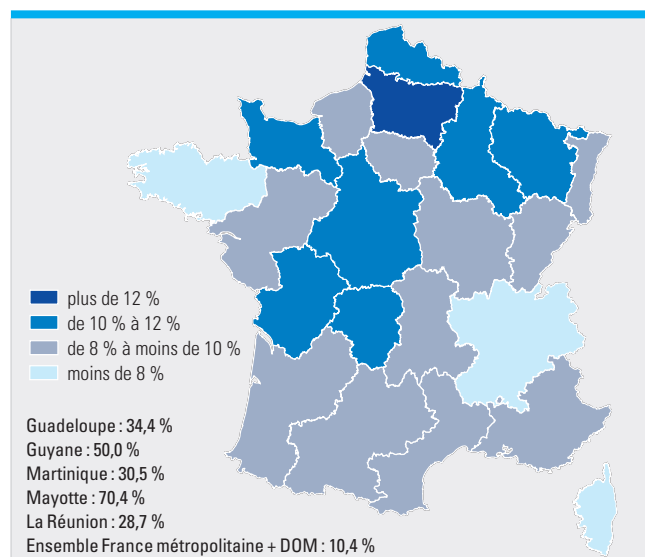 plus de 12 %
de 10 % à 12 %
de 8 % à moins de 10 %
moins de 8 %
Guadeloupe : 34,4 %
Guyane : 50,0 %
Martinique : 30,5 %
Mayotte : 70,4 %
La Réunion : 28,7 %
Ensemble France métropolitaine + DOM : 10,4 %